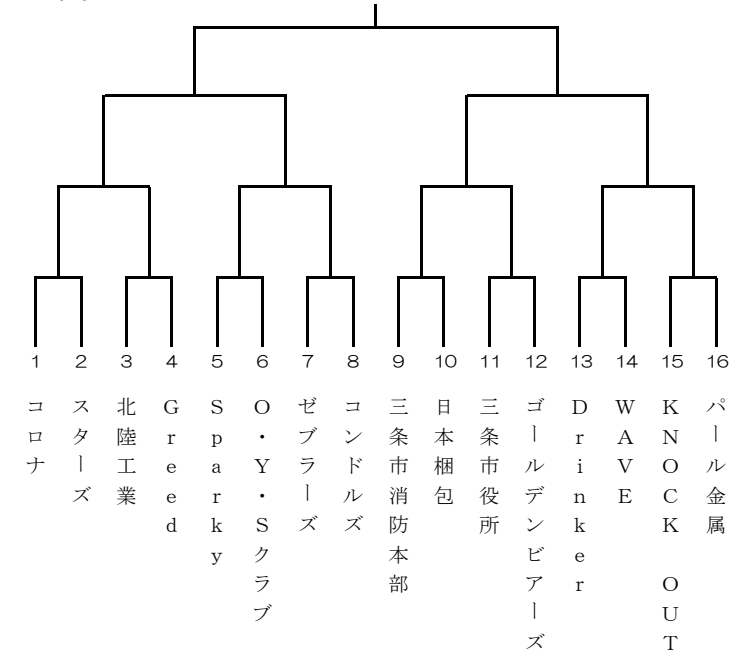 1 2 3 4 5 6 7 8 9 10 11 12 13 14 15 16
コロナ
スターズ
北陸工業
Greed
Sparky
O・Y・Sクラブ
ゼブラーズ
コンドルズ
三条市消防本部
日本梱包
三条市役所
ゴールデンビアーズ
Drinker
WAVE
KNOCK OUT
パール金属